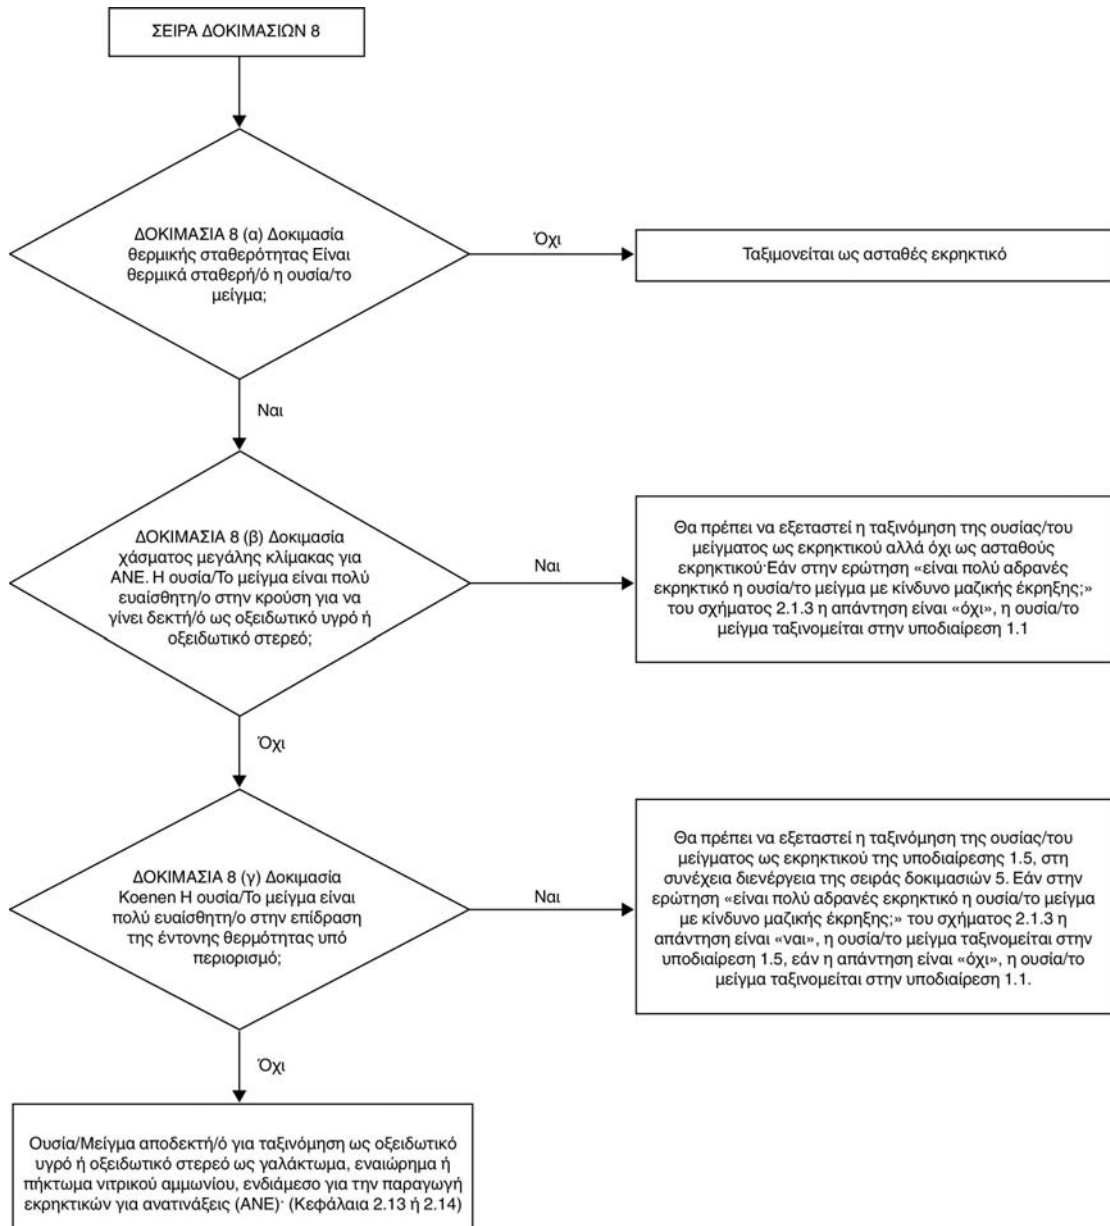 ΣΕΙΡΑ ΔΟΚΙΜΑΣΙΩΝ 8
ΔΟΚΙΜΑΣΙΑ 8 (α) Δοκιμασία
θερμικής σταθερότητας Είναι
θερμικά σταθερή/ό η ουσία/το
μείγμα;
Όχι
Ταξιμονείται ως ασταθές εκρηκτικό
Ναι
ΔΟΚΙΜΑΣΙΑ 8 (β) Δοκιμασία
χάσματος μεγάλης κλίμακας για
ΑΝΕ. Η ουσία/Το μείγμα είναι πολύ
ευαίσθητη/ο στην κρούση για να
γίνει δεκτή/ό ως οξειδωτικό υγρό ή
οξειδωτικό στερεό;
Ναι
Θα πρέπει να εξεταστεί η ταξινόμηση της ουσίας/του
μείγματος ως εκρηκτικού αλλά όχι ως ασταθούς
εκρηκτικού·Εάν στην ερώτηση «είναι πολύ αδρανές
εκρηκτικό η ουσία/το μείγμα με κίνδυνο μαζικής έκρηξης;»
του σχήματος 2.1.3 η απάντηση είναι «όχι», η ουσία/το
μείγμα ταξινομείται στην υποδιαίρεση 1.1
Όχι
ΔΟΚΙΜΑΣΙΑ 8 (γ) Δοκιμασία
Koenen Η ουσία/Το μείγμα είναι
πολύ ευαίσθητη/ο στην επίδραση
της έντονης θερμότητας υπό
περιορισμό;
Ναι
Θα πρέπει να εξεταστεί η ταξινόμηση της ουσίας/του
μείγματος ως εκρηκτικού της υποδιαίρεσης 1.5, στη
συνέχεια διενέργεια της σειράς δοκιμασιών 5. Εάν στην
ερώτηση «είναι πολύ αδρανές εκρηκτικό η ουσία/το μείγμα
με κίνδυνο μαζικής έκρηξης;» του σχήματος 2.1.3 η
απάντηση είναι «ναι», η ουσία/το μείγμα ταξινομείται στην
υποδιαίρεση 1.5, εάν η απάντηση είναι «όχι», η ουσία/το
μείγμα ταξινομείται στην υποδιαίρεση 1.1.
Όχι
Ουσία/Μείγμα αποδεκτή/ό για ταξινόμηση ως οξειδωτικό
υγρό ή οξειδωτικό στερεό ως γαλάκτωμα, εναιώρημα ή
πήκτωμα νιτρικού αμμωνίου, ενδιάμεσο για την παραγωγή
εκρηκτικών για ανατινάξεις (ΑΝΕ)· (Κεφάλαια 2.13 ή 2.14)